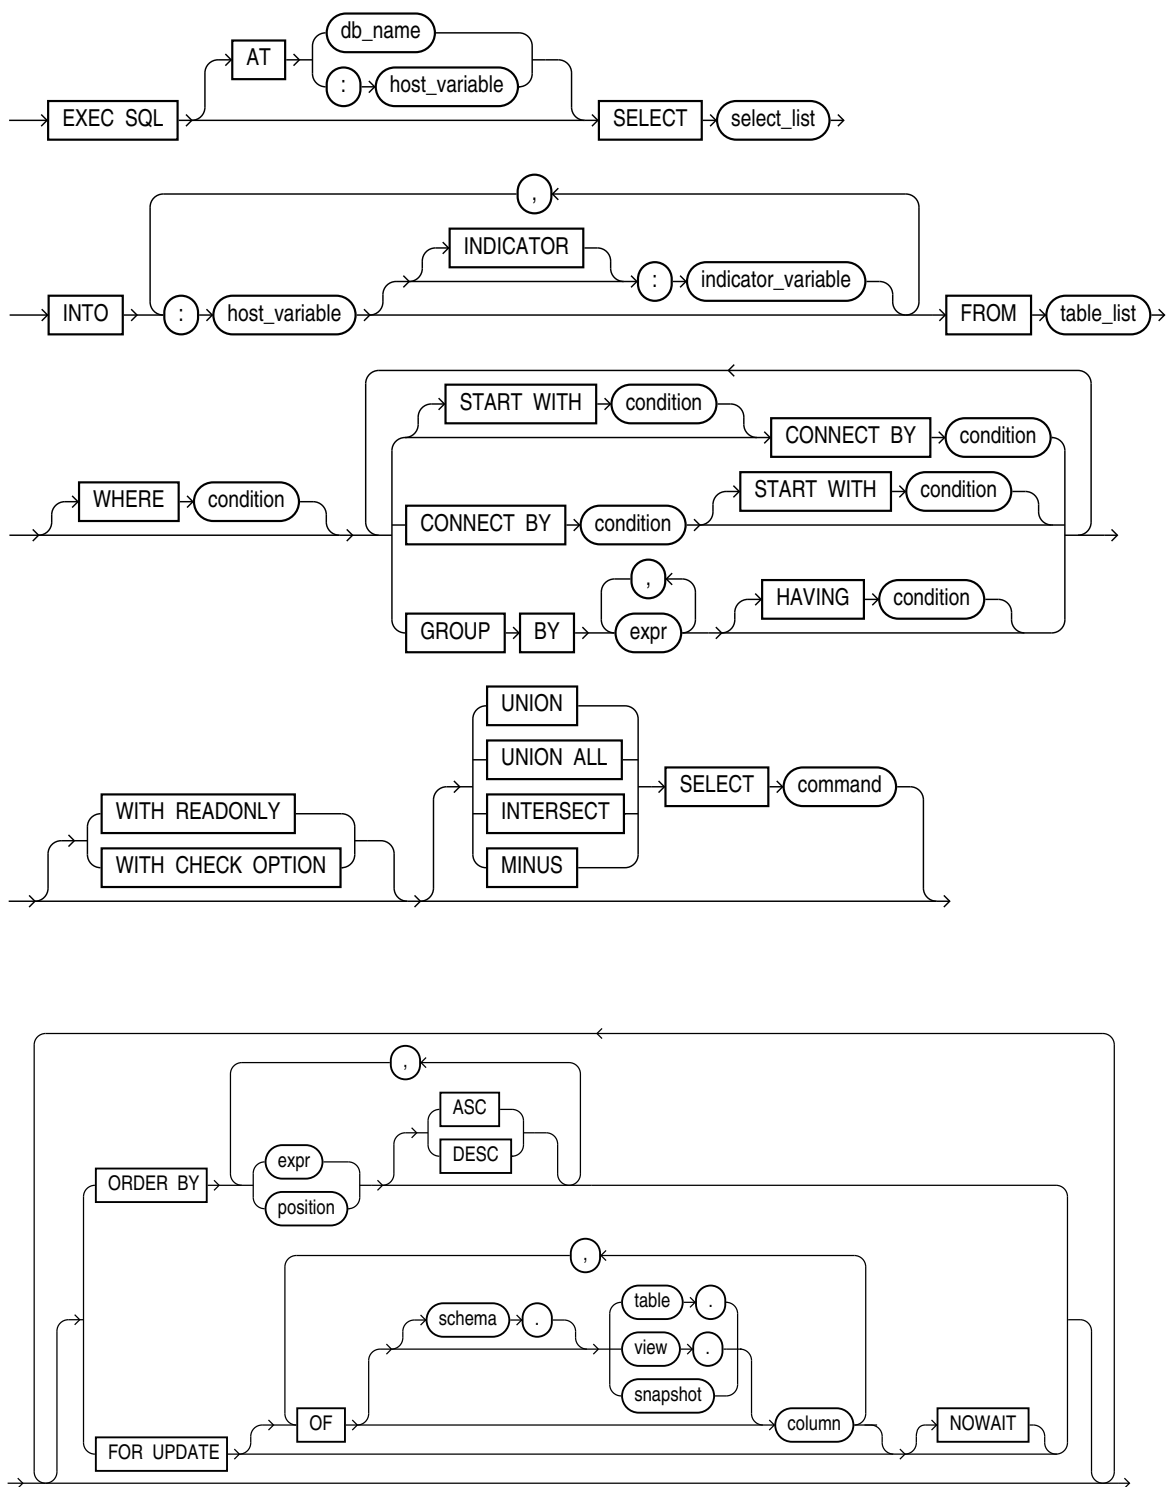 db_name
AT
: host_variable
EXEC SQL SELECT select_list
,
INDICATOR
: indicator_variable
INTO : host_variable FROM table_list
START WITH condition
CONNECT BY condition
WHERE condition START WITH condition
CONNECT BY condition
,
HAVING condition
GROUP BY expr
UNION
UNION ALL
SELECT command
WITH READONLY INTERSECT
WITH CHECK OPTION MINUS
,
ASC
DESC
expr
ORDER BY
position
,
table .
schema .
view .
snapshot
OF column NOWAIT
FOR UPDATE